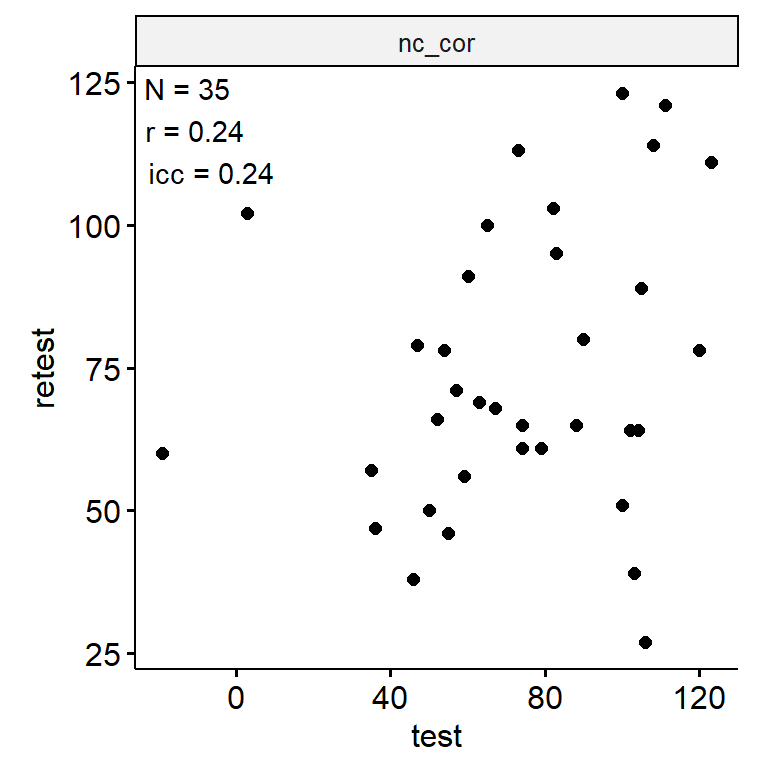 nc_cor
N = 35
r = 0.24
icc = 0.24
125
100
75
50
25
retest
0 40 80 120
test